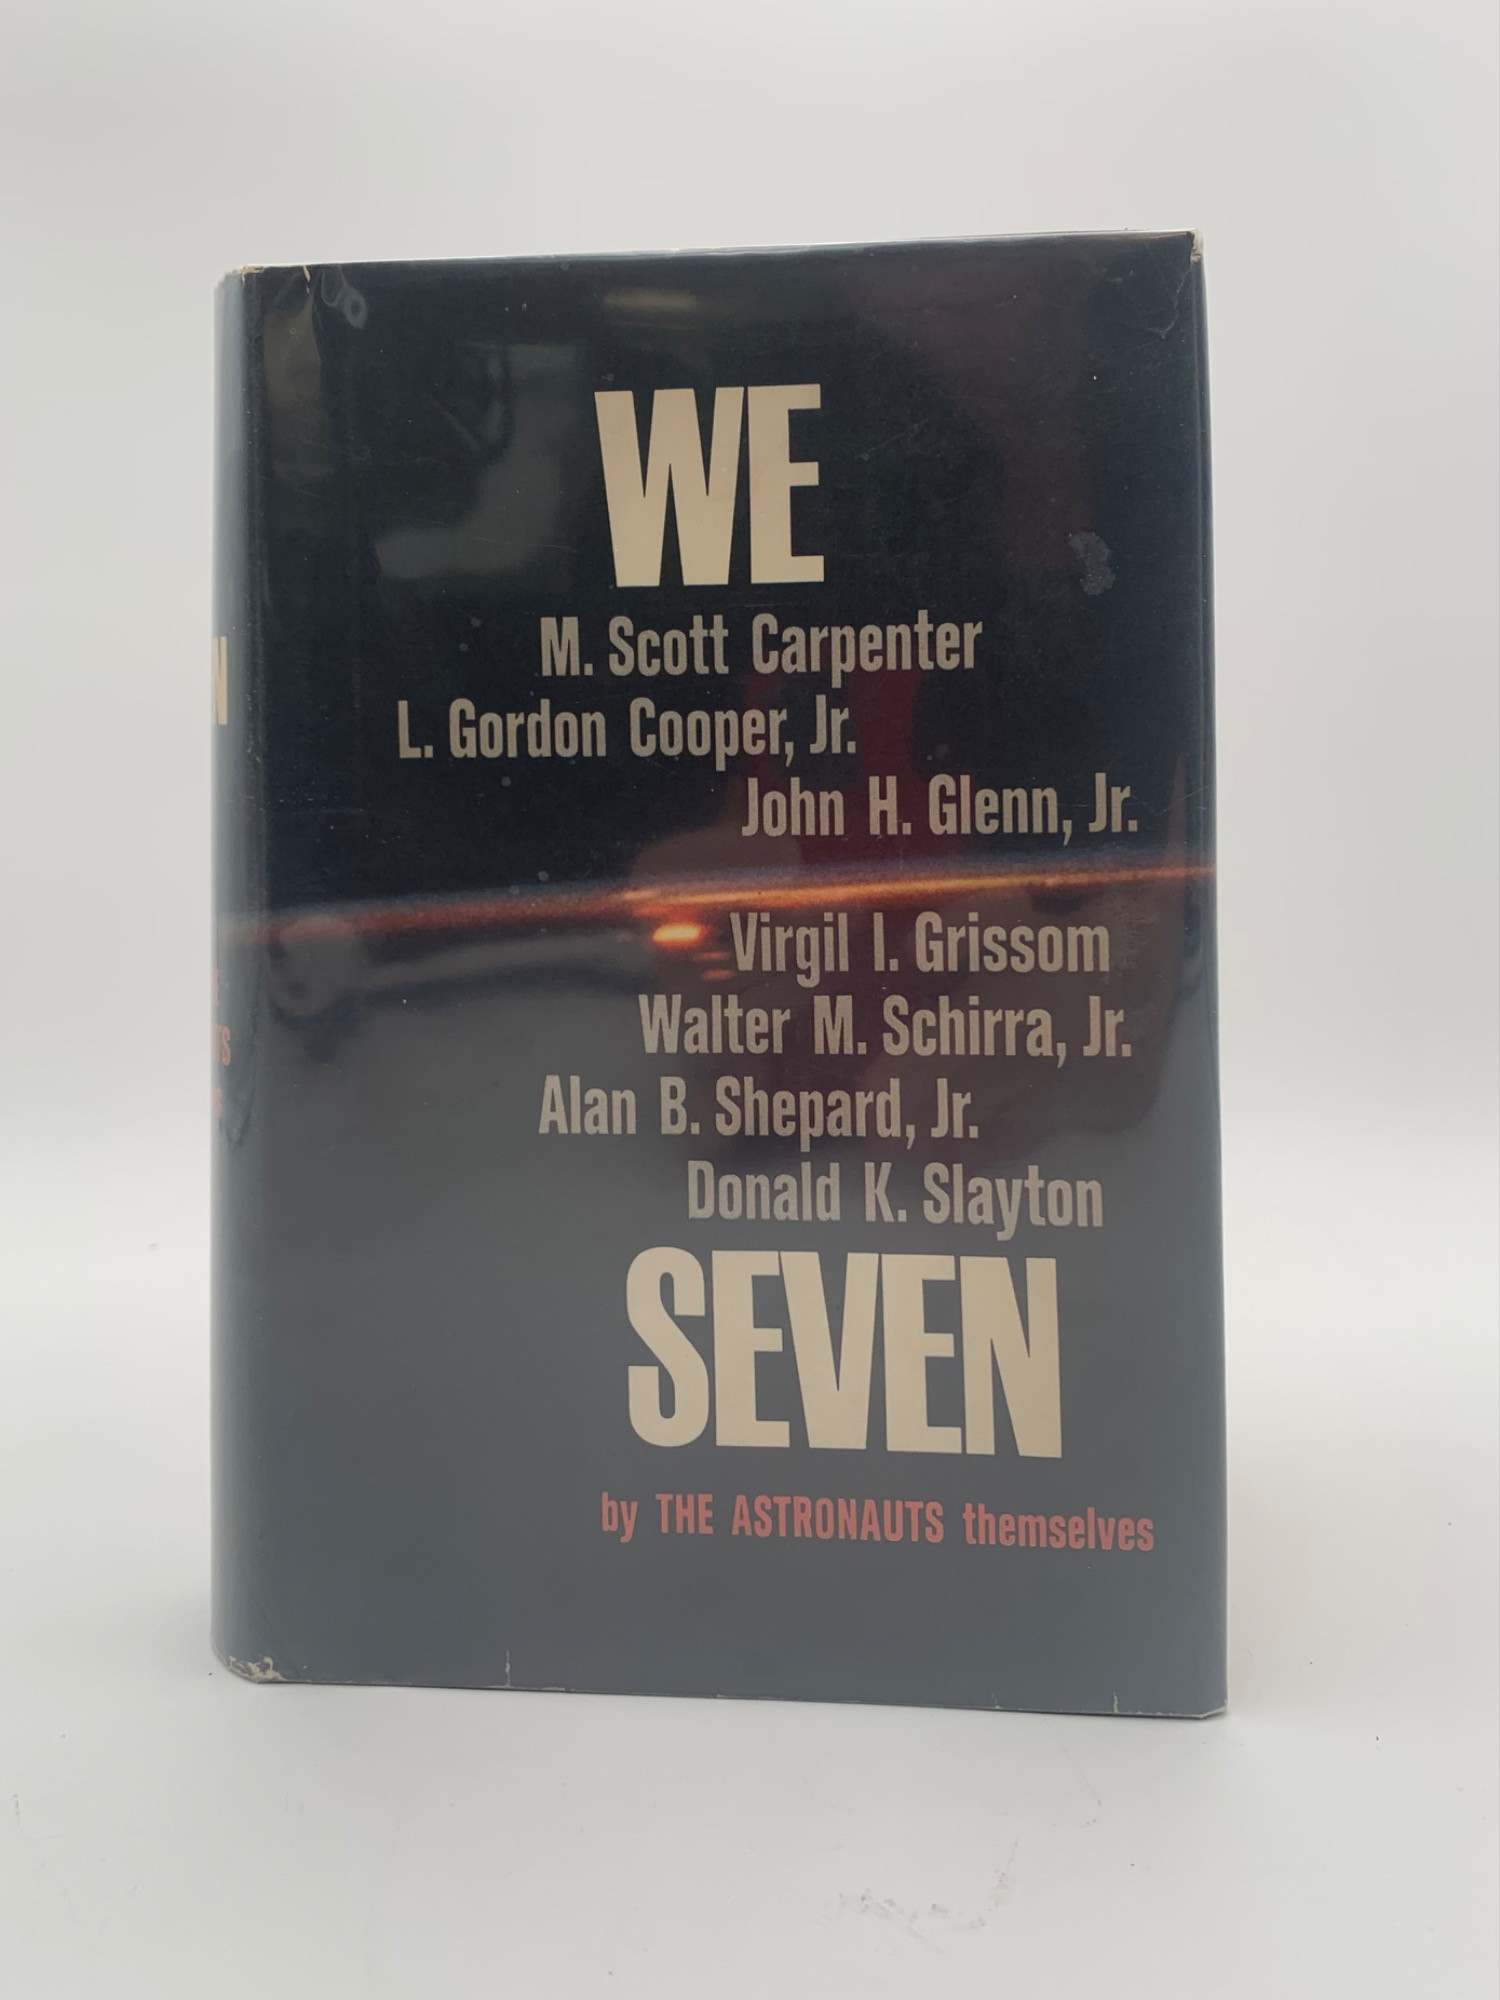 WE
M. Scott Carpenter
L. Gordon Cooper, Jr.
John H. Glenn, Jr.
Virgil I. Grissom
Walter M. Schirra, Jr.
Alan B. Shepard, Jr.
Donald K. Slayton
SEVEN
by THE ASTRONAUTS themselves